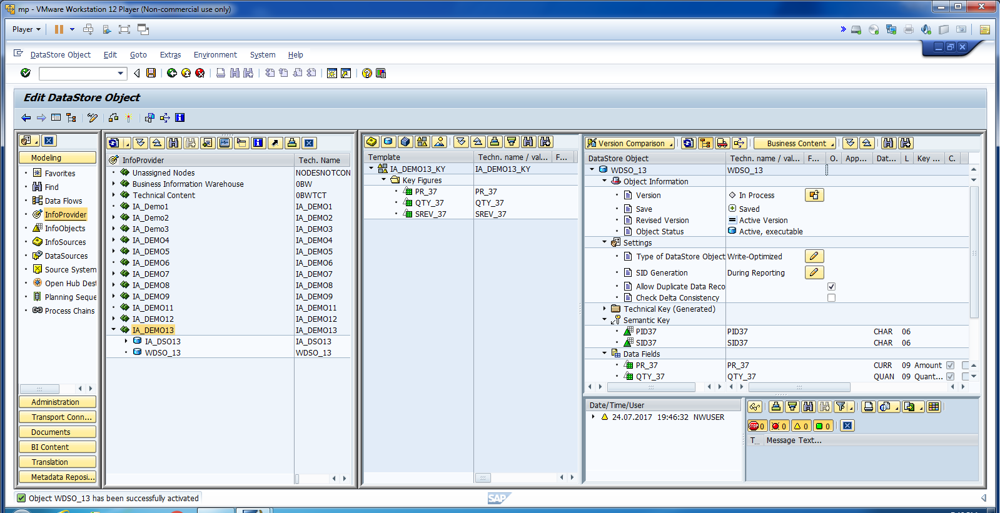 mp - VMware Workstation 12 Player (Non-commercial use only)
Player
DataStore Object Edit Goto Extras Environment System Help
Edit DataStore Object
Modeling
Favorites
Find
Data Flows
InfoProvider
InfoObjects
InfoSources
DataSources
Source System
Open Hub Dest
Planning Seque
Process Chains
Administration
Transport Conn...
Documents
BI Content
Translation
Metadata Reposi...
InfoProvider Tech. Name
Unassigned Nodes NODESNOTCON
Business Information Warehouse 0BW
Technical Content 0BWTCT
IA_Demo1 IA_DEMO1
IA_Demo2 IA_DEMO2
IA_Demo3 IA_DEMO3
IA_DEMO4 IA_DEMO4
IA_DEMO5 IA_DEMO5
IA_DEMO6 IA_DEMO6
IA_DEMO7 IA_DEMO7
IA_DEMO8 IA_DEMO8
IA_DEMO9 IA_DEMO9
IA_DEMO11 IA_DEMO11
IA_DEMO12 IA_DEMO12
IA_DEMO13 IA_DEMO13
IA_DSO13 IA_DSO13
WDSO_13 WDSO_13
Template Techn. name / val... F...
IA_DEMO13_KY IA_DEMO13_KY
Key Figures
PR_37 PR_37
QTY_37 QTY_37
SREV_37 SREV_37
Version Comparison Business Content
DataStore Object Techn. name / val... F... O. App... Dat... L Key ... C.
WDSO_13 WDSO_13
Object Information
Version In Process
Save Saved
Revised Version Active Version
Object Status Active, executable
Settings
Type of DataStore Object Write-Optimized
SID Generation During Reporting
Allow Duplicate Data Reco
Check Delta Consistency
Technical Key (Generated)
Semantic Key
PID37 PID37 CHAR 06
SID37 SID37 CHAR 06
Data Fields
PR_37 PR_37 CURR 09 Amount
QTY_37 QTY_37 QUAN 09 Quant...
Date/Time/User
24.07.2017 19:46:32 NWUSER
STOP 0 0 0 0
T... Message Text...
Object WDSO_13 has been successfully activated
SAP